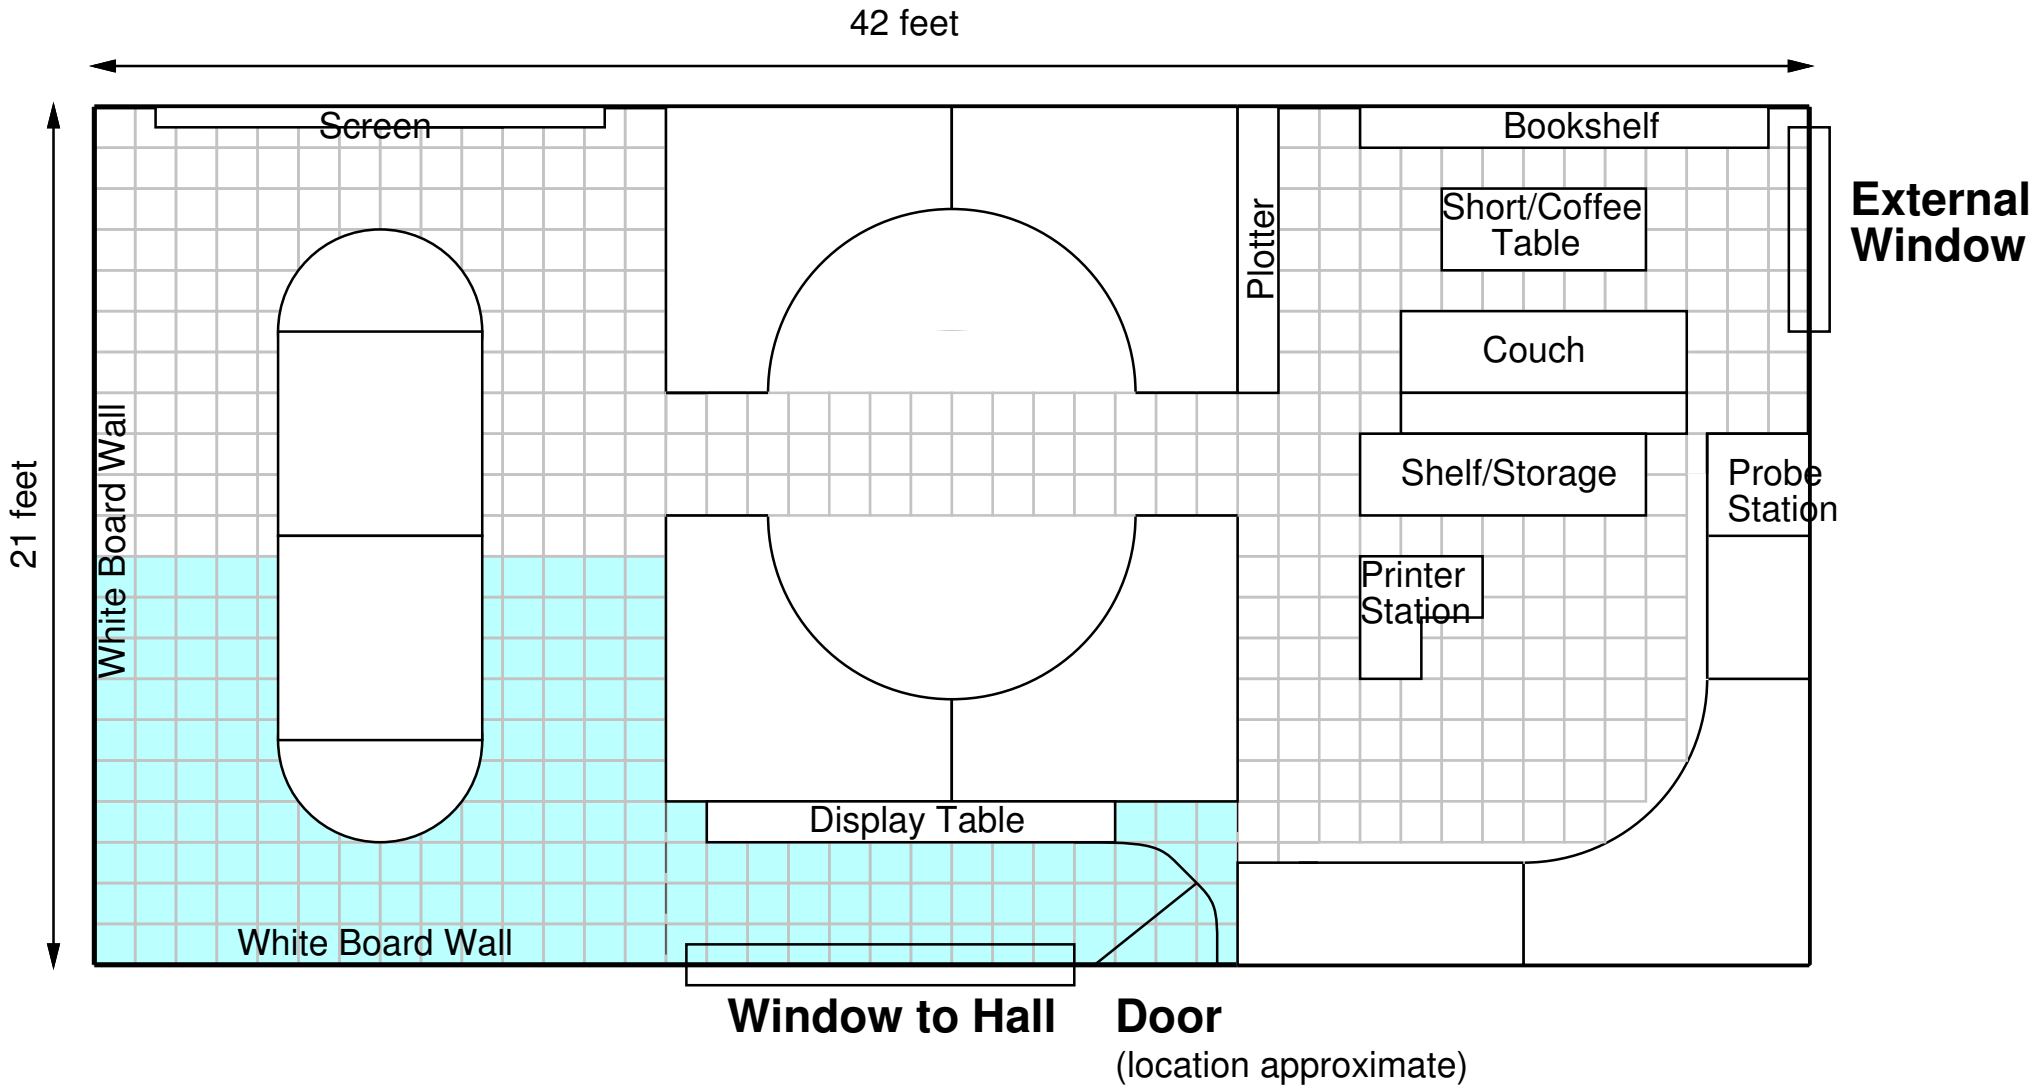 42 feet
Screen
Bookshelf
External
Window
Short/Coffee
Table
Plotter
Couch
White Board Wall
21 feet
Shelf/Storage
Probe
Station
Printer
Station
Display Table
White Board Wall
Window to Hall
Door
(location approximate)